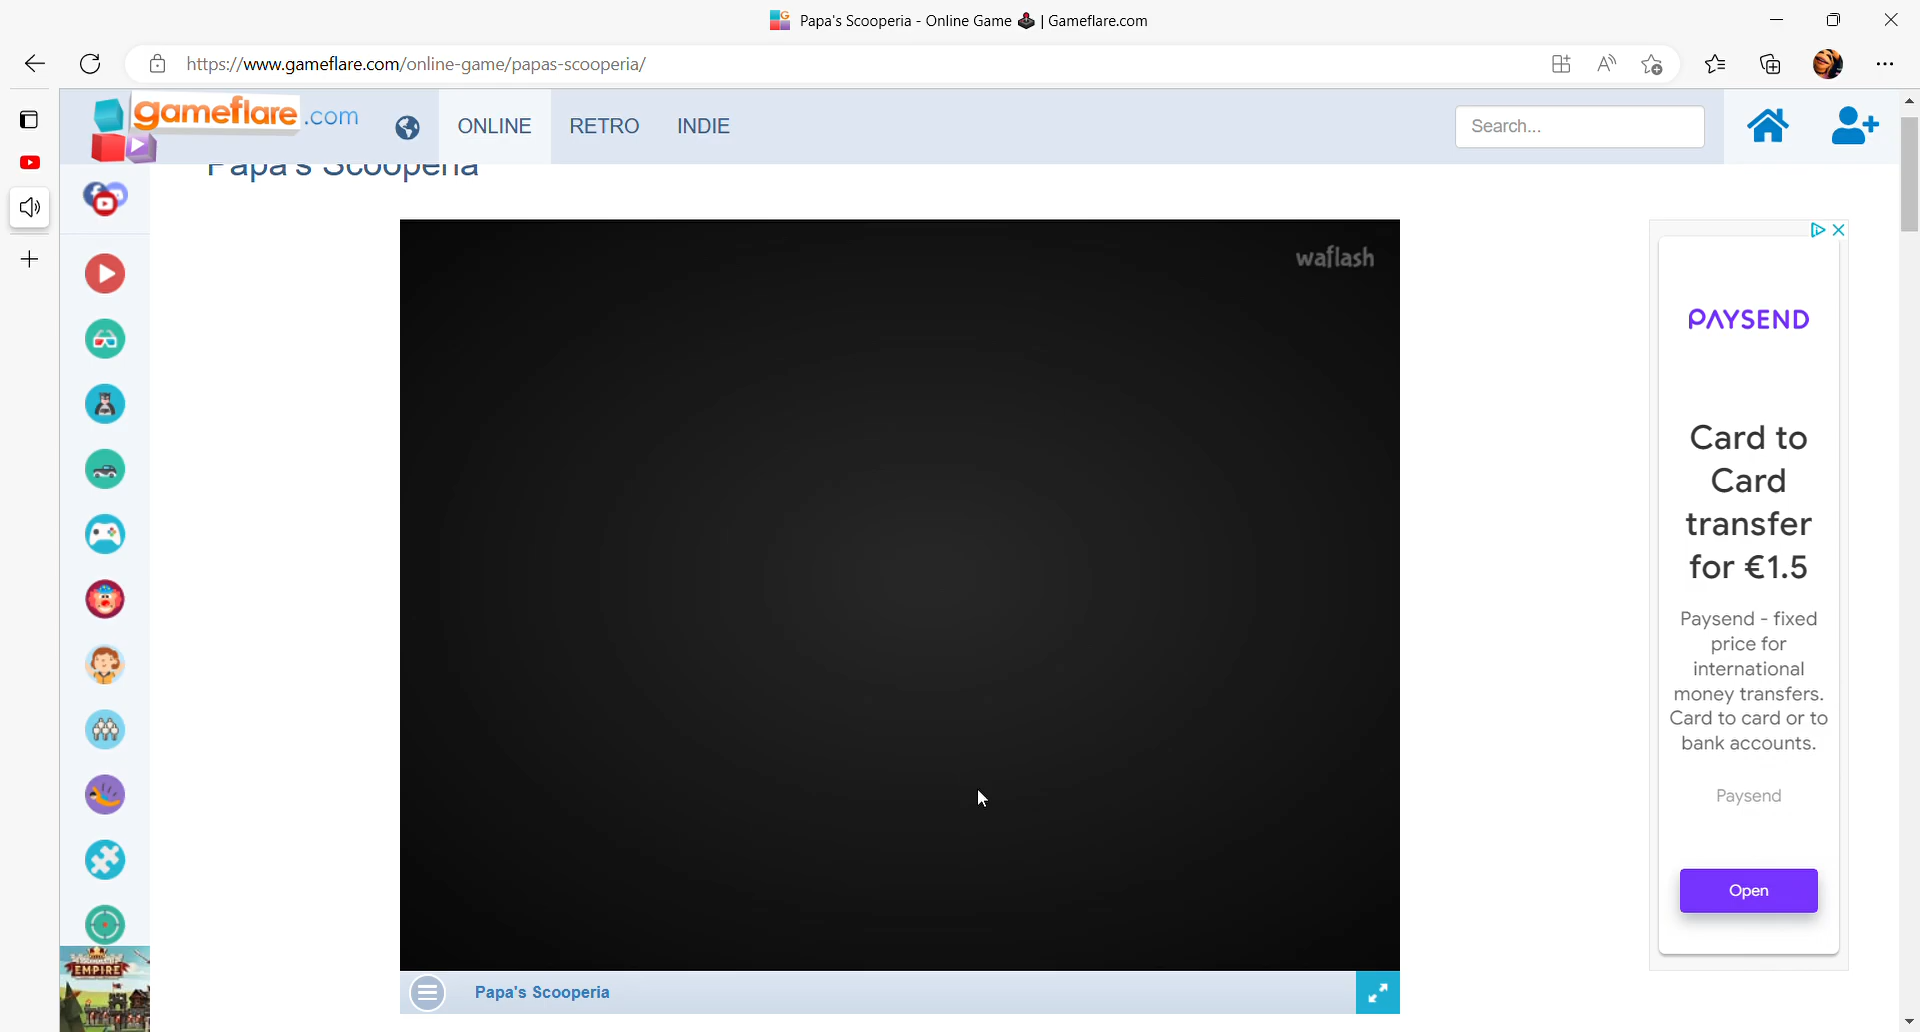 Papa's Scooperia - Online Game 🕹️ | Gameflare.com
https://www.gameflare.com/online-game/papas-scooperia/
gameflare.com
ONLINE RETRO INDIE
Search...
Papa's Scooperia
waflash
PAYSEND
Card to
Card
transfer
for €1.5
Paysend - fixed
price for
international
money transfers.
Card to card or to
bank accounts.
Paysend
Open
EMPIRE
Papa's Scooperia